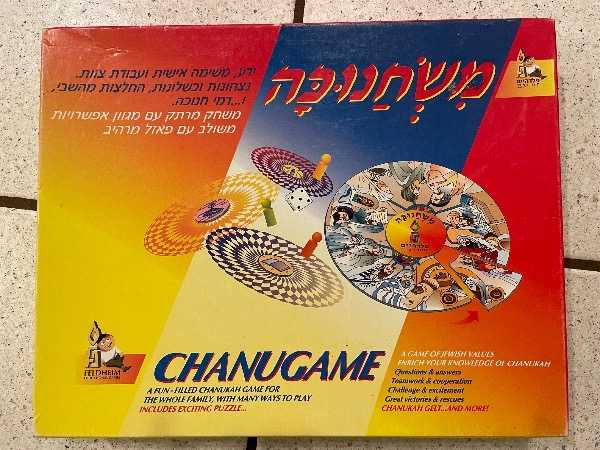 ידע, משימה אישית ועבודת צוות.
נצחונות וכשלונות, החלצות מהשבי,
ו...דמי חנוכה.
משחק מרתק עם מגוון אפשרויות
משולב עם פאזל מרהיב
מִשְׂחֲנוּכָּה
פלדהיים
משחנוכה
פלדהיים
FELDHEIM
CHANUGAME
A FUN-FILLED CHANUKAH GAME FOR
THE WHOLE FAMILY, WITH MANY WAYS TO PLAY
INCLUDES EXCITING PUZZLE...
A GAME OF JEWISH VALUES
ENRICH YOUR KNOWLEDGE OF CHANUKAH
Questions & answers
Teamwork & cooperation
Challenge & excitement
Great victories & rescues
CHANUKAH GELT...AND MORE!